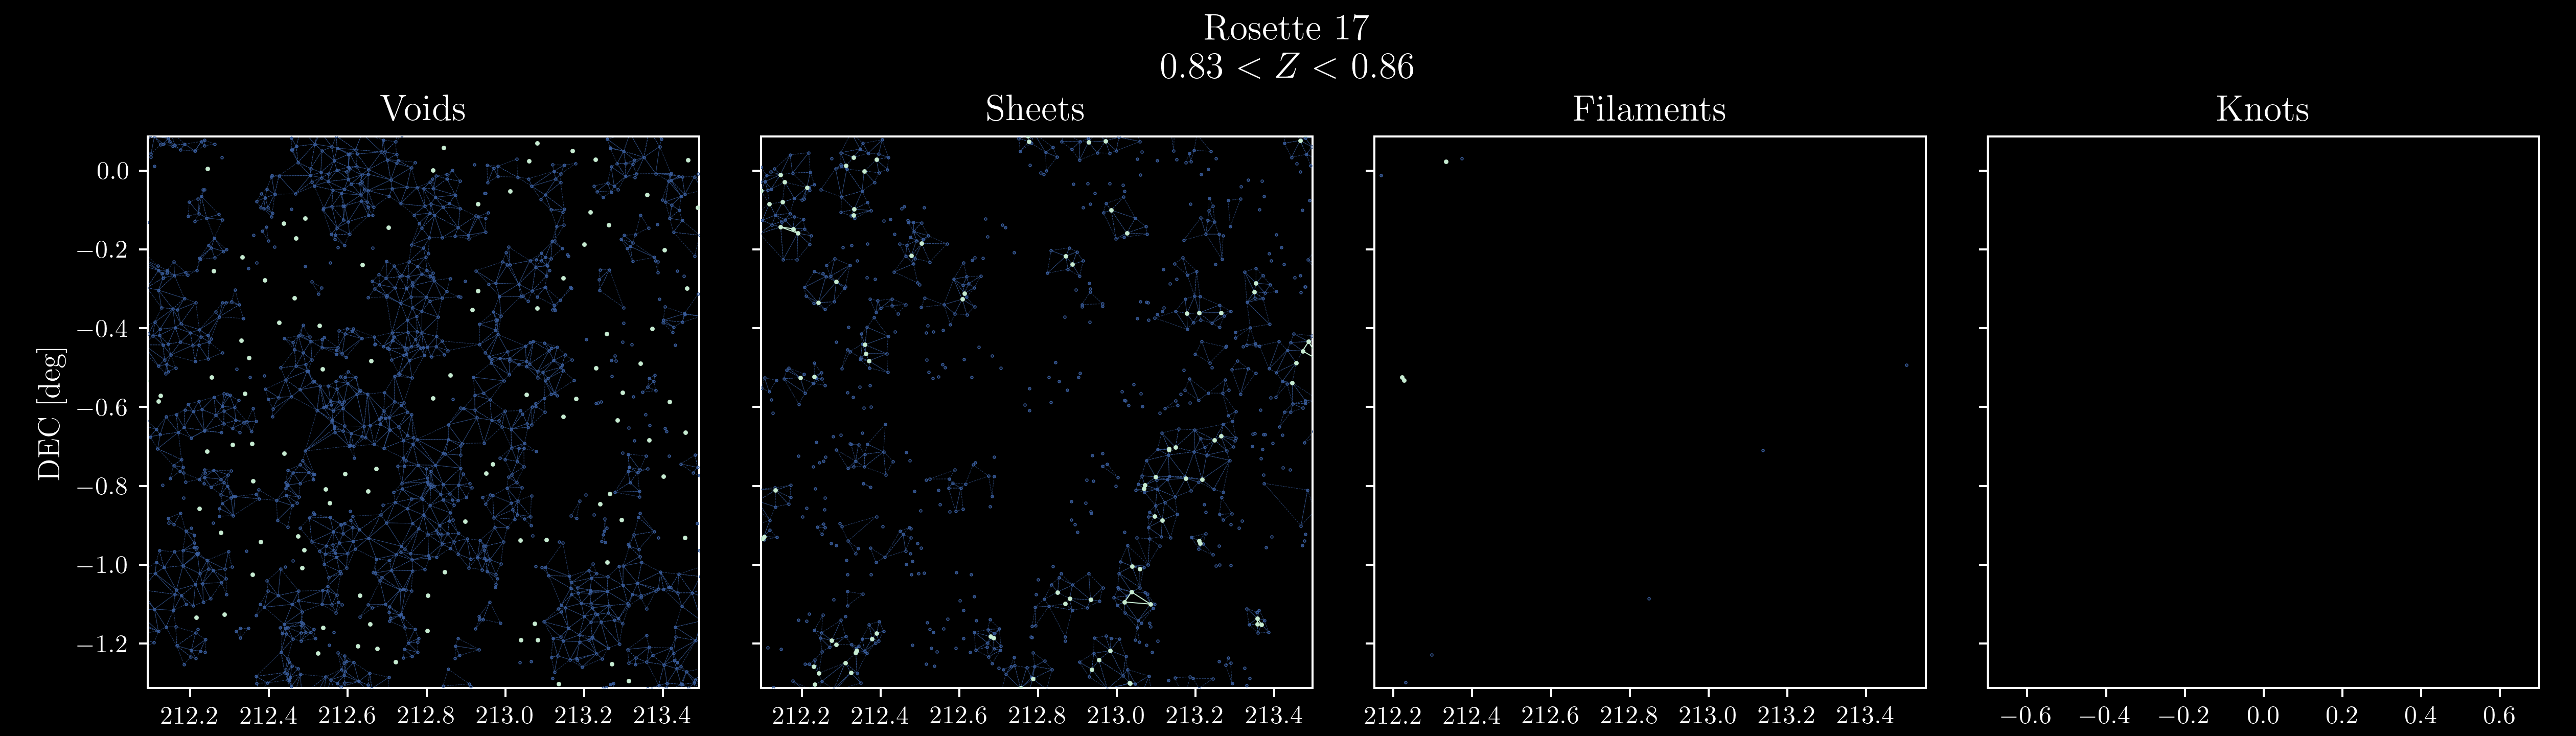 Rosette 17
0.83 < Z < 0.86
Voids Sheets Filaments Knots
DEC [deg]
0.0
−0.2
−0.4
−0.6
−0.8
−1.0
−1.2
212.2 212.4 212.6 212.8 213.0 213.2 213.4
212.2 212.4 212.6 212.8 213.0 213.2 213.4
212.2 212.4 212.6 212.8 213.0 213.2 213.4
−0.6 −0.4 −0.2 0.0 0.2 0.4 0.6